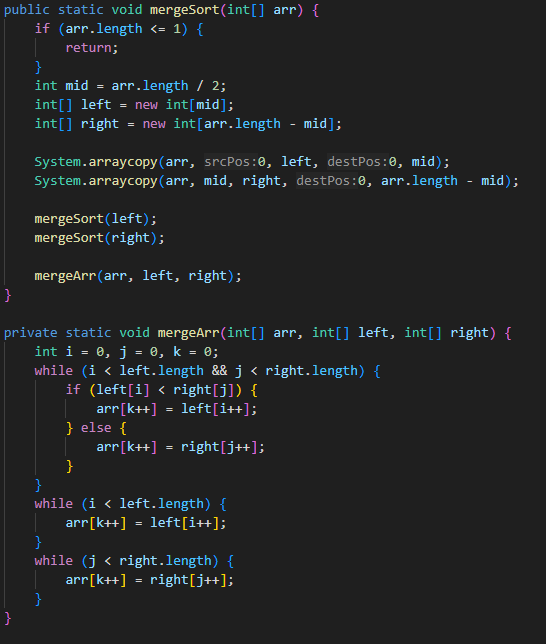 public static void mergeSort(int[] arr) {
    if (arr.length <= 1) {
        return;
    }
    int mid = arr.length / 2;
    int[] left = new int[mid];
    int[] right = new int[arr.length - mid];

    System.arraycopy(arr, srcPos:0, left, destPos:0, mid);
    System.arraycopy(arr, mid, right, destPos:0, arr.length - mid);

    mergeSort(left);
    mergeSort(right);

    mergeArr(arr, left, right);
}

private static void mergeArr(int[] arr, int[] left, int[] right) {
    int i = 0, j = 0, k = 0;
    while (i < left.length && j < right.length) {
        if (left[i] < right[j]) {
            arr[k++] = left[i++];
        } else {
            arr[k++] = right[j++];
        }
    }
    while (i < left.length) {
        arr[k++] = left[i++];
    }
    while (j < right.length) {
        arr[k++] = right[j++];
    }
}